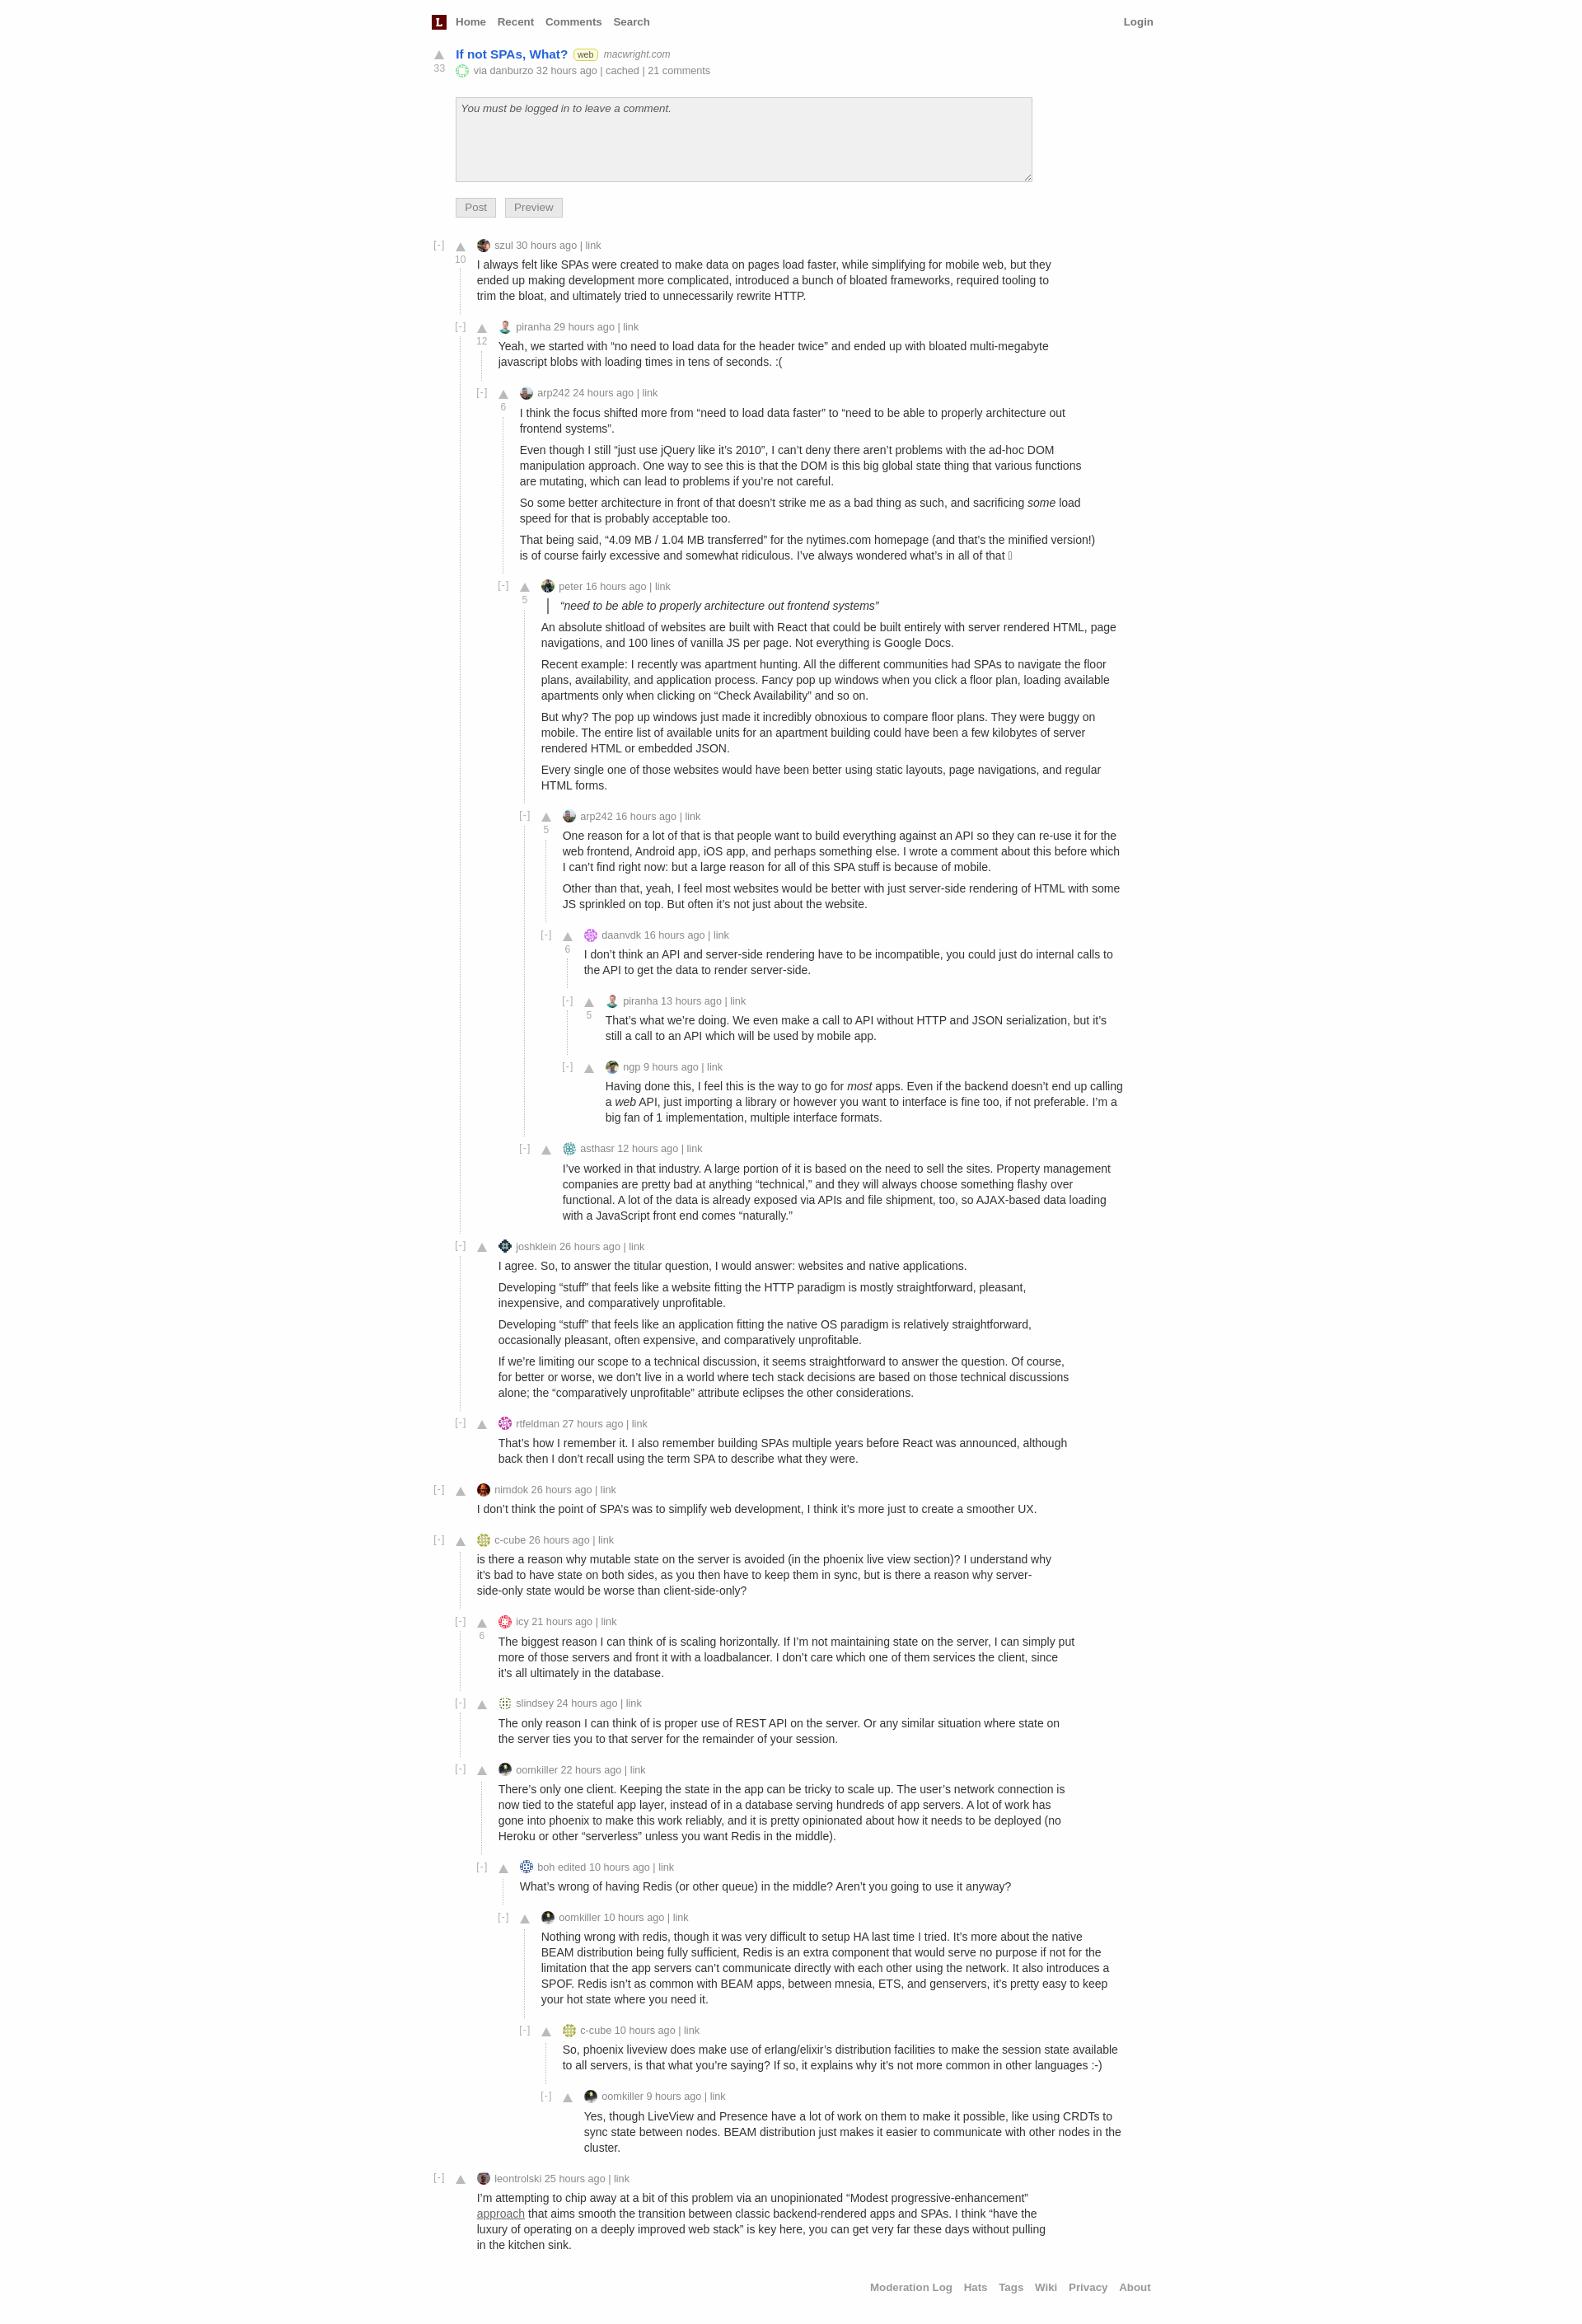 L Home Recent Comments Search Login
If not SPAs, What? web macwright.com
33 via danburzo 32 hours ago | cached | 21 comments
You must be logged in to leave a comment.
Post Preview
[-] szul 30 hours ago | link
10
I always felt like SPAs were created to make data on pages load faster, while simplifying for mobile web, but they
ended up making development more complicated, introduced a bunch of bloated frameworks, required tooling to
trim the bloat, and ultimately tried to unnecessarily rewrite HTTP.
[-] piranha 29 hours ago | link
12
Yeah, we started with “no need to load data for the header twice” and ended up with bloated multi-megabyte
javascript blobs with loading times in tens of seconds. :(
[-] arp242 24 hours ago | link
6
I think the focus shifted more from “need to load data faster” to “need to be able to properly architecture out
frontend systems”.
Even though I still “just use jQuery like it’s 2010”, I can’t deny there aren’t problems with the ad-hoc DOM
manipulation approach. One way to see this is that the DOM is this big global state thing that various functions
are mutating, which can lead to problems if you’re not careful.
So some better architecture in front of that doesn’t strike me as a bad thing as such, and sacrificing some load
speed for that is probably acceptable too.
That being said, “4.09 MB / 1.04 MB transferred” for the nytimes.com homepage (and that’s the minified version!)
is of course fairly excessive and somewhat ridiculous. I’ve always wondered what’s in all of that
[-] peter 16 hours ago | link
5
“need to be able to properly architecture out frontend systems”
An absolute shitload of websites are built with React that could be built entirely with server rendered HTML, page
navigations, and 100 lines of vanilla JS per page. Not everything is Google Docs.
Recent example: I recently was apartment hunting. All the different communities had SPAs to navigate the floor
plans, availability, and application process. Fancy pop up windows when you click a floor plan, loading available
apartments only when clicking on “Check Availability” and so on.
But why? The pop up windows just made it incredibly obnoxious to compare floor plans. They were buggy on
mobile. The entire list of available units for an apartment building could have been a few kilobytes of server
rendered HTML or embedded JSON.
Every single one of those websites would have been better using static layouts, page navigations, and regular
HTML forms.
[-] arp242 16 hours ago | link
5
One reason for a lot of that is that people want to build everything against an API so they can re-use it for the
web frontend, Android app, iOS app, and perhaps something else. I wrote a comment about this before which
I can’t find right now: but a large reason for all of this SPA stuff is because of mobile.
Other than that, yeah, I feel most websites would be better with just server-side rendering of HTML with some
JS sprinkled on top. But often it’s not just about the website.
[-] daanvdk 16 hours ago | link
6
I don’t think an API and server-side rendering have to be incompatible, you could just do internal calls to
the API to get the data to render server-side.
[-] piranha 13 hours ago | link
5
That’s what we’re doing. We even make a call to API without HTTP and JSON serialization, but it’s
still a call to an API which will be used by mobile app.
[-] ngp 9 hours ago | link
Having done this, I feel this is the way to go for most apps. Even if the backend doesn’t end up calling
a web API, just importing a library or however you want to interface is fine too, if not preferable. I’m a
big fan of 1 implementation, multiple interface formats.
[-] asthasr 12 hours ago | link
I’ve worked in that industry. A large portion of it is based on the need to sell the sites. Property management
companies are pretty bad at anything “technical,” and they will always choose something flashy over
functional. A lot of the data is already exposed via APIs and file shipment, too, so AJAX-based data loading
with a JavaScript front end comes “naturally.”
[-] joshklein 26 hours ago | link
I agree. So, to answer the titular question, I would answer: websites and native applications.
Developing “stuff” that feels like a website fitting the HTTP paradigm is mostly straightforward, pleasant,
inexpensive, and comparatively unprofitable.
Developing “stuff” that feels like an application fitting the native OS paradigm is relatively straightforward,
occasionally pleasant, often expensive, and comparatively unprofitable.
If we’re limiting our scope to a technical discussion, it seems straightforward to answer the question. Of course,
for better or worse, we don’t live in a world where tech stack decisions are based on those technical discussions
alone; the “comparatively unprofitable” attribute eclipses the other considerations.
[-] rtfeldman 27 hours ago | link
That’s how I remember it. I also remember building SPAs multiple years before React was announced, although
back then I don’t recall using the term SPA to describe what they were.
[-] nimdok 26 hours ago | link
I don’t think the point of SPA’s was to simplify web development, I think it’s more just to create a smoother UX.
[-] c-cube 26 hours ago | link
is there a reason why mutable state on the server is avoided (in the phoenix live view section)? I understand why
it’s bad to have state on both sides, as you then have to keep them in sync, but is there a reason why server-
side-only state would be worse than client-side-only?
[-] icy 21 hours ago | link
6
The biggest reason I can think of is scaling horizontally. If I’m not maintaining state on the server, I can simply put
more of those servers and front it with a loadbalancer. I don’t care which one of them services the client, since
it’s all ultimately in the database.
[-] slindsey 24 hours ago | link
The only reason I can think of is proper use of REST API on the server. Or any similar situation where state on
the server ties you to that server for the remainder of your session.
[-] oomkiller 22 hours ago | link
There’s only one client. Keeping the state in the app can be tricky to scale up. The user’s network connection is
now tied to the stateful app layer, instead of in a database serving hundreds of app servers. A lot of work has
gone into phoenix to make this work reliably, and it is pretty opinionated about how it needs to be deployed (no
Heroku or other “serverless” unless you want Redis in the middle).
[-] boh edited 10 hours ago | link
What’s wrong of having Redis (or other queue) in the middle? Aren’t you going to use it anyway?
[-] oomkiller 10 hours ago | link
Nothing wrong with redis, though it was very difficult to setup HA last time I tried. It’s more about the native
BEAM distribution being fully sufficient, Redis is an extra component that would serve no purpose if not for the
limitation that the app servers can’t communicate directly with each other using the network. It also introduces a
SPOF. Redis isn’t as common with BEAM apps, between mnesia, ETS, and genservers, it’s pretty easy to keep
your hot state where you need it.
[-] c-cube 10 hours ago | link
So, phoenix liveview does make use of erlang/elixir’s distribution facilities to make the session state available
to all servers, is that what you’re saying? If so, it explains why it’s not more common in other languages :-)
[-] oomkiller 9 hours ago | link
Yes, though LiveView and Presence have a lot of work on them to make it possible, like using CRDTs to
sync state between nodes. BEAM distribution just makes it easier to communicate with other nodes in the
cluster.
[-] leontrolski 25 hours ago | link
I’m attempting to chip away at a bit of this problem via an unopinionated “Modest progressive-enhancement”
approach that aims smooth the transition between classic backend-rendered apps and SPAs. I think “have the
luxury of operating on a deeply improved web stack” is key here, you can get very far these days without pulling
in the kitchen sink.
Moderation Log Hats Tags Wiki Privacy About